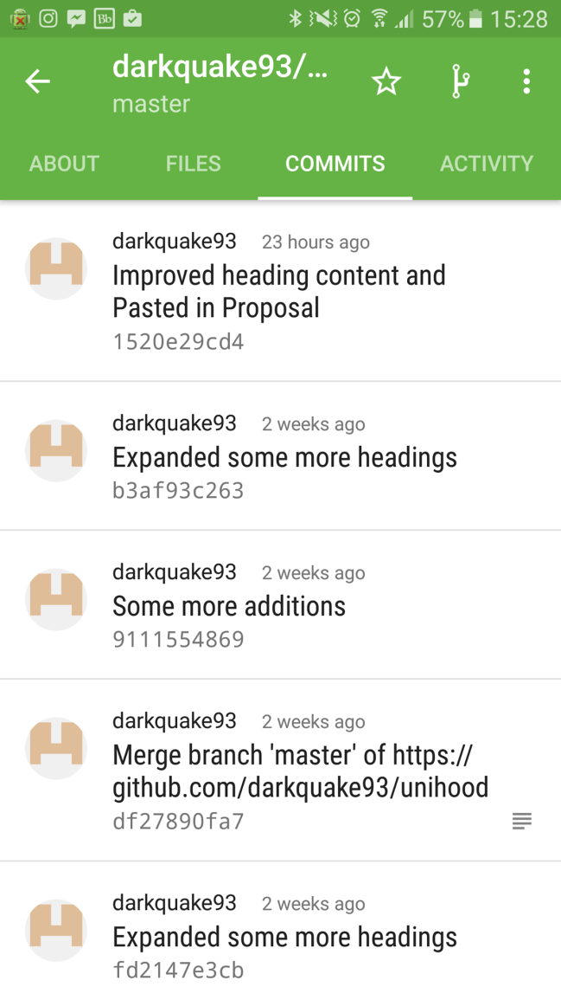 Bb 57% 15:28
darkquake93/...
master
ABOUT FILES COMMITS ACTIVITY
darkquake93 23 hours ago
Improved heading content and
Pasted in Proposal
1520e29cd4
darkquake93 2 weeks ago
Expanded some more headings
b3af93c263
darkquake93 2 weeks ago
Some more additions
9111554869
darkquake93 2 weeks ago
Merge branch 'master' of https://
github.com/darkquake93/unihood
df27890fa7
darkquake93 2 weeks ago
Expanded some more headings
fd2147e3cb